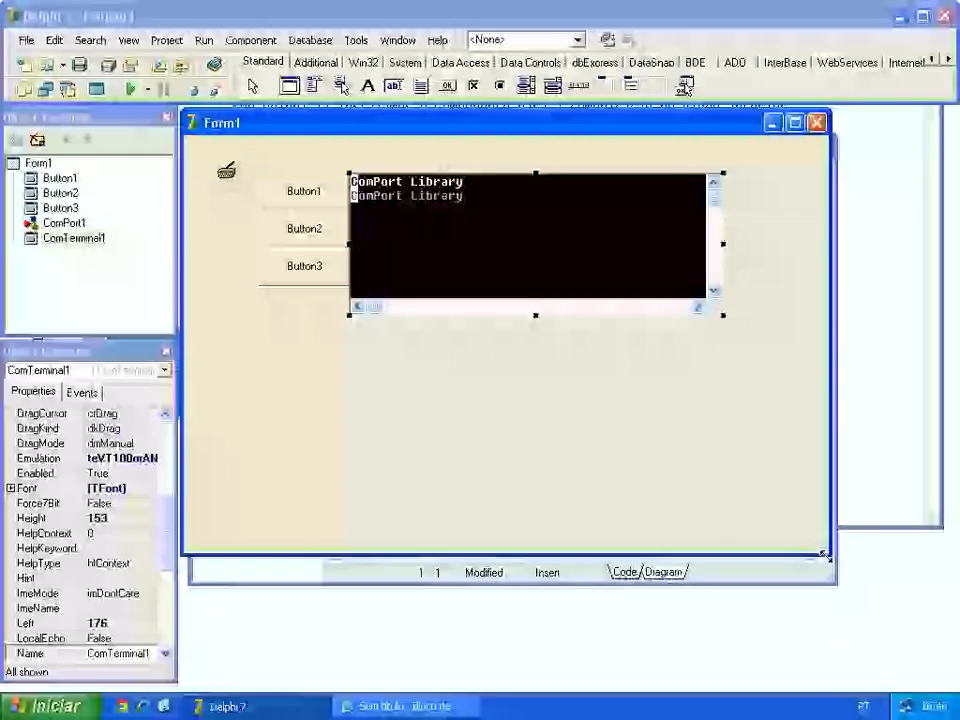 File Edit Search View Project Run Component Database Tools Window Help <None>
Standard Additional Win32 System Data Access Data Controls dbExpress DataSnap BDE ADO InterBase WebServices Internet
Form1
Form1
Button1
Button2
Button3
ComPort1
ComTerminal1
Button1
Button2
Button3
ComPort Library
ComPort Library
ComTerminal1
Properties Events
DragCursor crDrag
DragKind dkDrag
DragMode dmManual
Emulation teVT100orAN
Enabled True
Font (TFont)
Force7Bit False
Height 153
HelpContext 0
HelpKeyword
HelpType htContext
Hint
ImeMode imDontCare
ImeName
Left 176
LocalEcho False
Name ComTerminal1
All shown
1 1 Modified Insert Code Diagram
Iniciar Delphi 7 PT